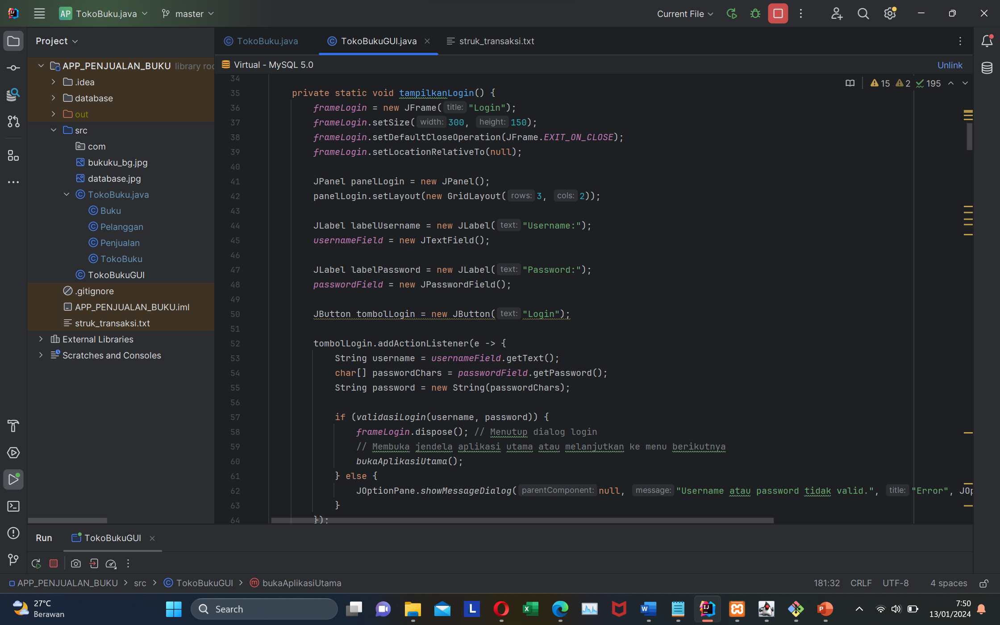 AP TokoBuku.java master Current File
Project
TokoBuku.java TokoBukuGUI.java struk_transaksi.txt
Virtual - MySQL 5.0 Unlink
15 2 195
APP_PENJUALAN_BUKU library roo
.idea
database
out
src
com
bukuku_bg.jpg
database.jpg
TokoBuku.java
Buku
Pelanggan
Penjualan
TokoBuku
TokoBukuGUI
.gitignore
APP_PENJUALAN_BUKU.iml
struk_transaksi.txt
External Libraries
Scratches and Consoles
34
35 private static void tampilkanLogin() {
36 frameLogin = new JFrame( title: "Login");
37 frameLogin.setSize( width: 300, height: 150);
38 frameLogin.setDefaultCloseOperation(JFrame.EXIT_ON_CLOSE);
39 frameLogin.setLocationRelativeTo(null);
40
41 JPanel panelLogin = new JPanel();
42 panelLogin.setLayout(new GridLayout( rows: 3, cols: 2));
43
44 JLabel labelUsername = new JLabel( text: "Username:");
45 usernameField = new JTextField();
46
47 JLabel labelPassword = new JLabel( text: "Password:");
48 passwordField = new JPasswordField();
49
50 JButton tombolLogin = new JButton( text: "Login");
51
52 tombolLogin.addActionListener(e -> {
53 String username = usernameField.getText();
54 char[] passwordChars = passwordField.getPassword();
55 String password = new String(passwordChars);
56
57 if (validasiLogin(username, password)) {
58 frameLogin.dispose(); // Menutup dialog login
59 // Membuka jendela aplikasi utama atau melanjutkan ke menu berikutnya
60 bukaAplikasiUtama();
61 } else {
62 JOptionPane.showMessageDialog( parentComponent: null, message: "Username atau password tidak valid.", title: "Error", JOp
63 }
64 });
Run TokoBukuGUI
APP_PENJUALAN_BUKU > src > TokoBukuGUI > bukaAplikasiUtama
181:32 CRLF UTF-8 4 spaces
27°C
Berawan
Search
7:50
13/01/2024